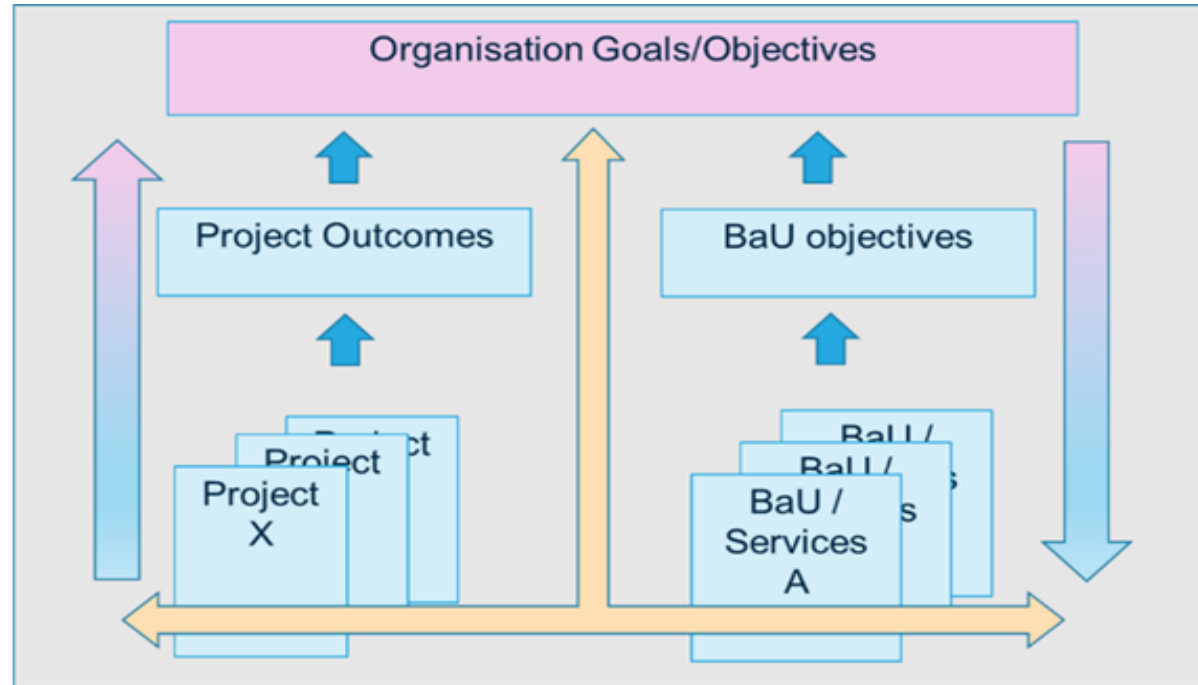 Organisation Goals/Objectives
Project Outcomes
BaU objectives
Project
Project
X
BaU /
BaU /
BaU /
Services
A